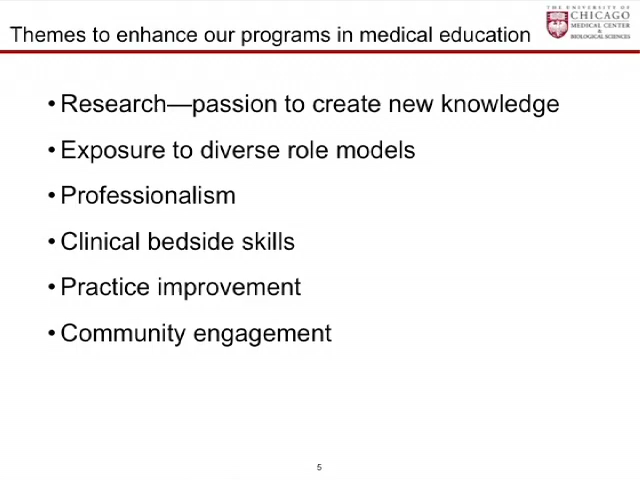 Themes to enhance our programs in medical education
THE UNIVERSITY OF
CHICAGO
MEDICAL CENTER
&
BIOLOGICAL SCIENCES
• Research—passion to create new knowledge
• Exposure to diverse role models
• Professionalism
• Clinical bedside skills
• Practice improvement
• Community engagement
5